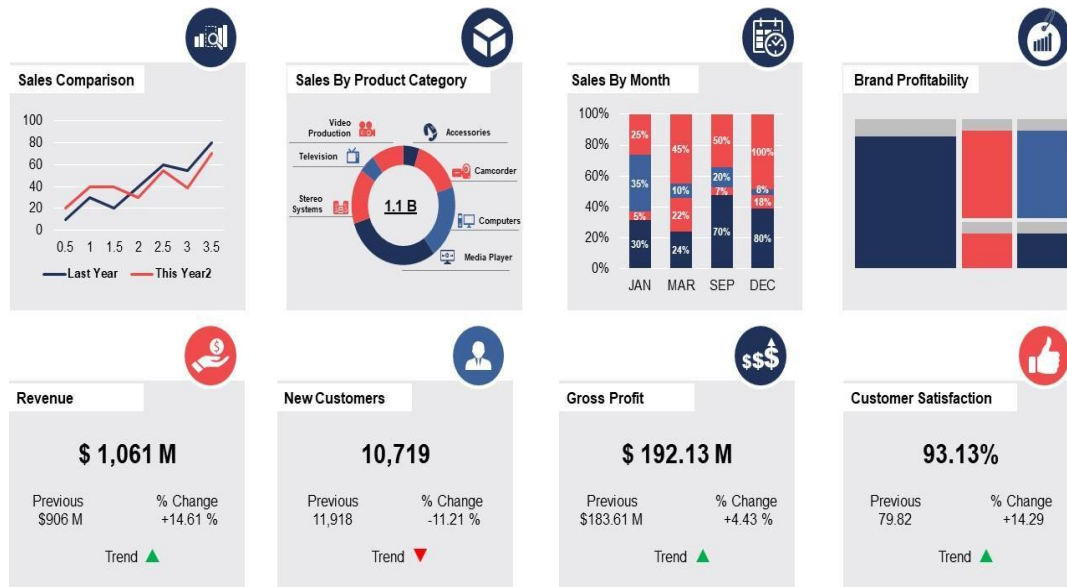 Sales Comparison
100
80
60
40
20
0
0.5 1 1.5 2 2.5 3 3.5
Last Year This Year2
Sales By Product Category
Video
Production
Accessories
Television
Camcorder
Stereo
Systems
1.1 B
Computers
Media Player
Sales By Month
100%
80%
60%
40%
20%
0%
25% 45% 50% 100%
35% 10% 20% 8%
5% 22% 7% 18%
30% 24% 70% 80%
JAN MAR SEP DEC
Brand Profitability
Revenue
$ 1,061 M
Previous % Change
$906 M +14.61 %
Trend
New Customers
10,719
Previous % Change
11,918 -11.21 %
Trend
$$$
Gross Profit
$ 192.13 M
Previous % Change
$183.61 M +4.43 %
Trend
Customer Satisfaction
93.13%
Previous % Change
79.82 +14.29
Trend